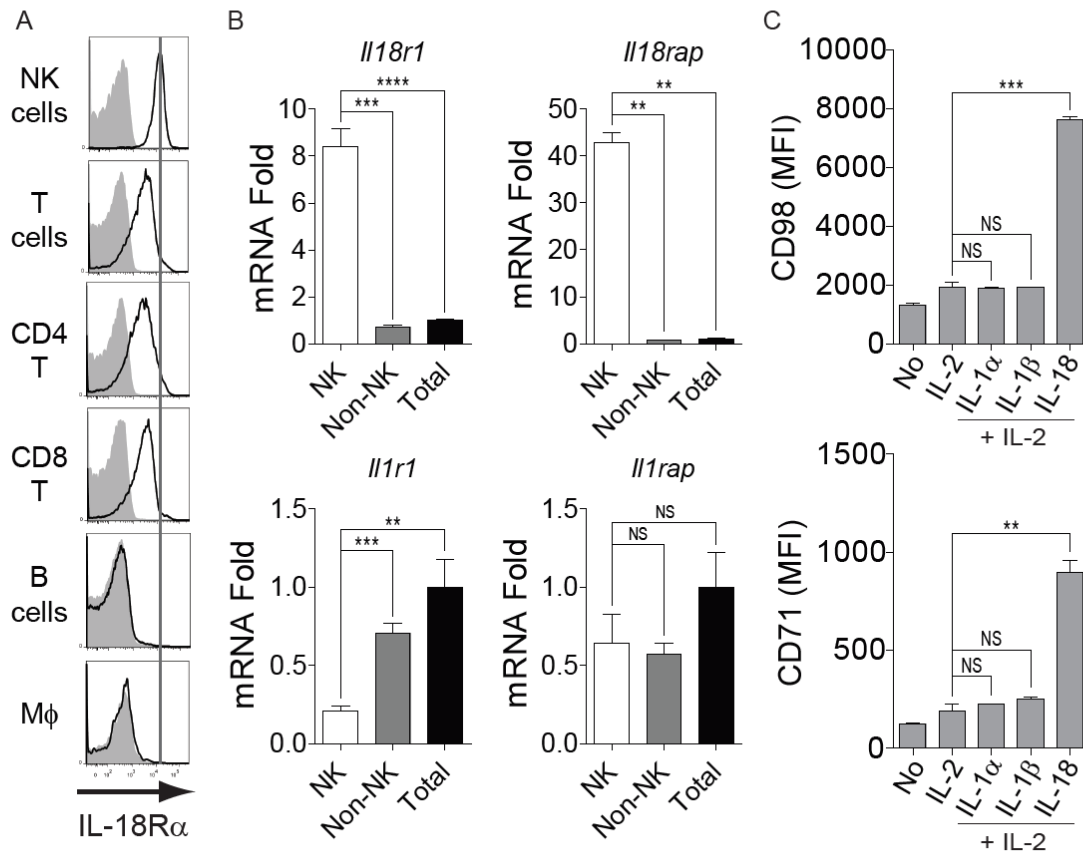 A
NK
cells
T
cells
CD4
T
CD8
T
B
cells
Mϕ
IL-18Rα
B
Il18r1
mRNA Fold
10
8
6
4
2
0
****
***
NK
Non-NK
Total
Il18rap
mRNA Fold
50
40
30
20
10
0
**
**
NK
Non-NK
Total
Il1r1
mRNA Fold
1.5
1.0
0.5
0.0
**
***
NK
Non-NK
Total
Il1rap
mRNA Fold
1.5
1.0
0.5
0.0
NS
NS
NK
Non-NK
Total
C
CD98 (MFI)
10000
8000
6000
4000
2000
0
***
NS
NS
No
IL-2
IL-1α
IL-1β
IL-18
+ IL-2
CD71 (MFI)
1500
1000
500
0
**
NS
NS
No
IL-2
IL-1α
IL-1β
IL-18
+ IL-2